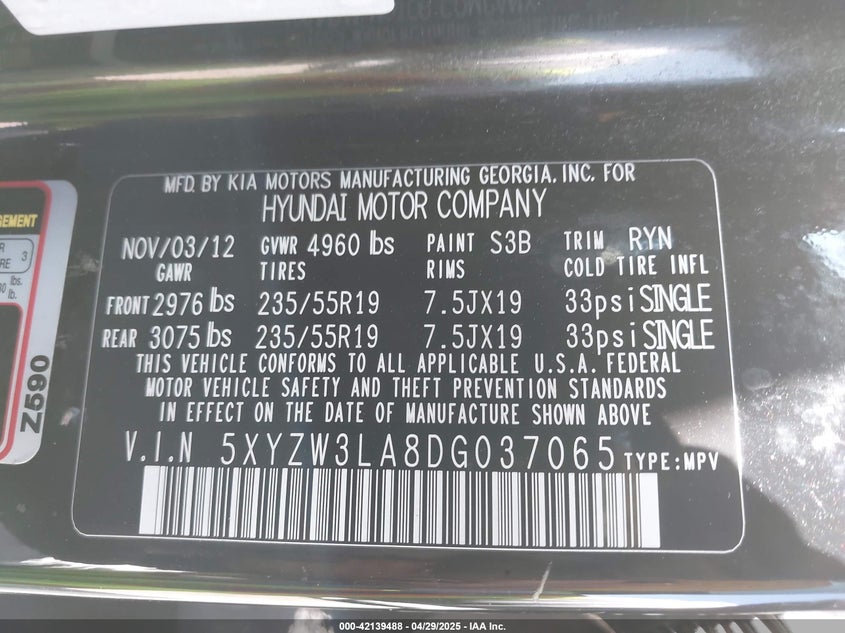 MFD. BY KIA MOTORS MANUFACTURING GEORGIA, INC. FOR
HYUNDAI MOTOR COMPANY
NOV/03/12 GVWR 4960 lbs PAINT S3B TRIM RYN
GAWR TIRES RIMS COLD TIRE INFL
FRONT 2976 lbs 235/55R19 7.5JX19 33psi SINGLE
REAR 3075 lbs 235/55R19 7.5JX19 33psi SINGLE
THIS VEHICLE CONFORMS TO ALL APPLICABLE U.S.A. FEDERAL
MOTOR VEHICLE SAFETY AND THEFT PREVENTION STANDARDS
IN EFFECT ON THE DATE OF MANUFACTURE SHOWN ABOVE
V.I.N 5XYZW3LA8DG037065 TYPE:MPV
Z590
000-42139488 - 04/29/2025 - IAA Inc.